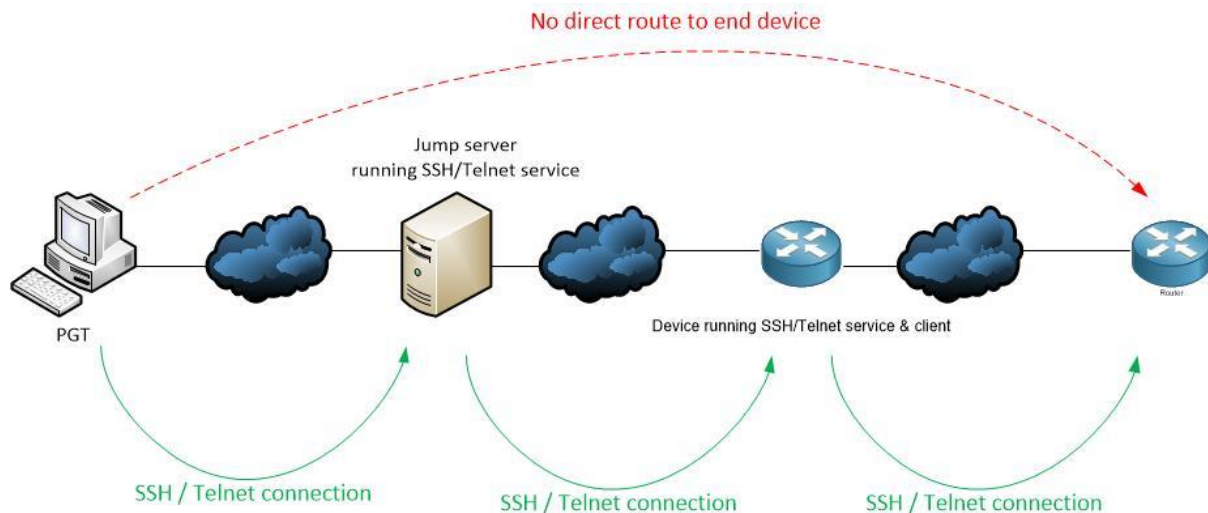 No direct route to end device
Jump server
running SSH/Telnet service
PGT
Device running SSH/Telnet service & client
Router
SSH / Telnet connection
SSH / Telnet connection
SSH / Telnet connection